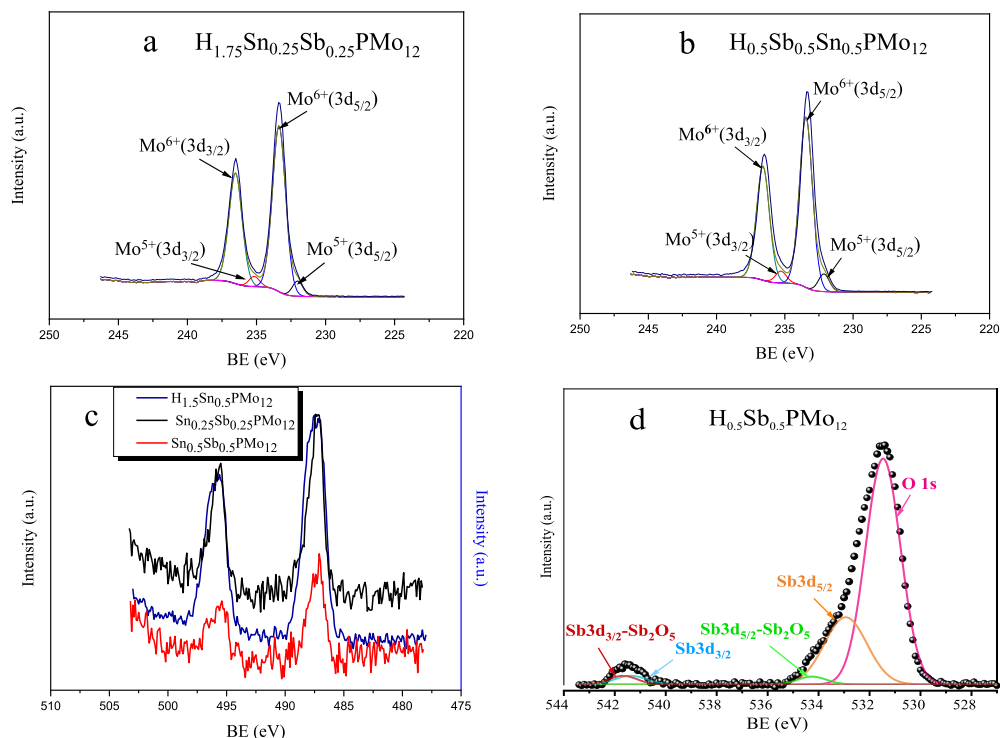 a
H1.75Sn0.25Sb0.25PMo12
Mo6+(3d5/2)
Mo6+(3d3/2)
Mo5+(3d3/2)
Mo5+(3d5/2)
Intensity (a.u.)
250 245 240 235 230 225 220
BE (eV)
b
H0.5Sb0.5Sn0.5PMo12
Mo6+(3d5/2)
Mo6+(3d3/2)
Mo5+(3d3/2)
Mo5+(3d5/2)
Intensity (a.u.)
250 245 240 235 230 225 220
BE (eV)
c
H1.5Sn0.5PMo12
Sn0.25Sb0.25PMo12
Sn0.5Sb0.5PMo12
Intensity (a.u.)
Intensity (a.u.)
510 505 500 495 490 485 480 475
BE (eV)
d
H0.5Sb0.5PMo12
O 1s
Sb3d5/2
Sb3d3/2-Sb2O5
Sb3d5/2-Sb2O5
Sb3d3/2
Intensity (a.u.)
544 542 540 538 536 534 532 530 528
BE (eV)